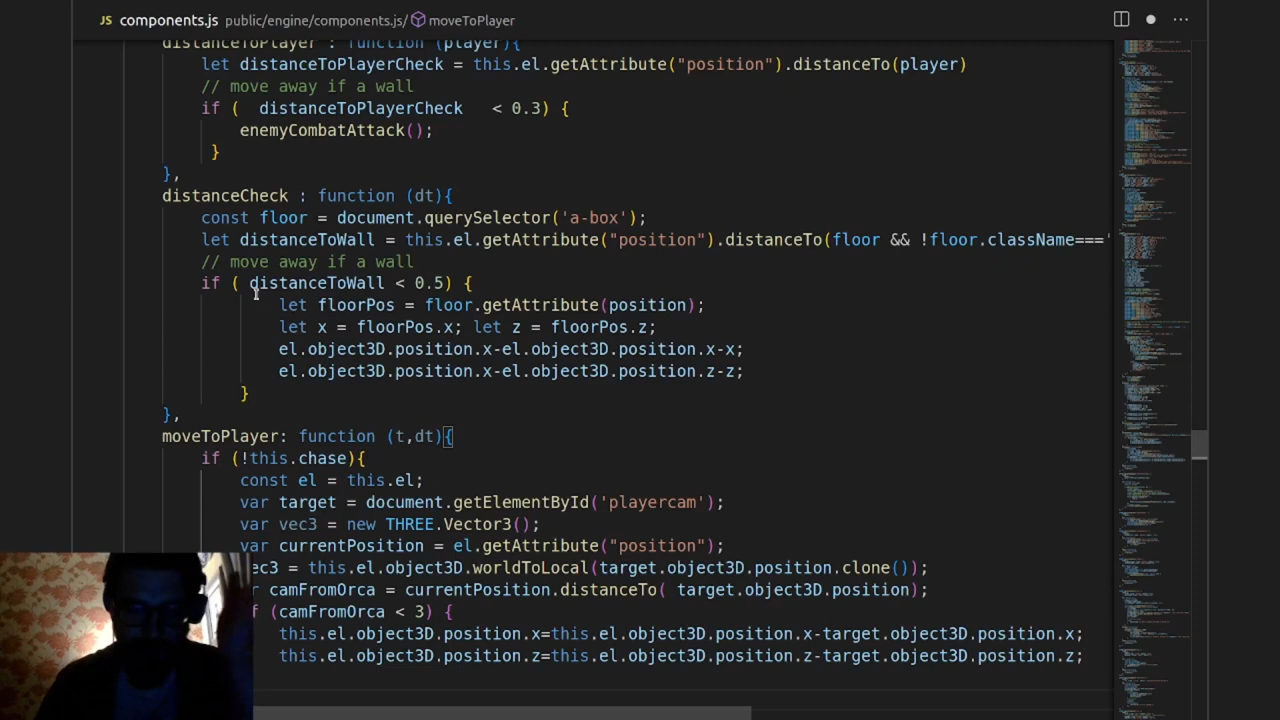 JS components.js public/engine/components.js/ moveToPlayer ···
distanceToPlayer : function (player){
let distanceToPlayerCheck = this.el.getAttribute("position").distanceTo(player)
// move away if a wall
if ( distanceToPlayerCheck < 0.3) {
enemyCombatAttack();
}
},
distanceCheck : function (dt){
const floor = document.querySelector('a-box');
let distanceToWall = this.el.getAttribute("position").distanceTo(floor && !floor.className==='
// move away if a wall
if ( distanceToWall < 0.5) {
let floorPos = floor.getAttribute(position);
let x = floorPos.x; let z = floorPos.z;
el.object3D.position.x-el.object3D.position.x-x;
el.object3D.position.x-el.object3D.position.z-z;
}
},
moveToPlayer: function (t,dt){
if (!this.chase){
const el = this.el;
var target = document.getElementById('playercam');
var vec3 = new THREE.Vector3();
var currentPosition = el.getAttribute("position");
ec3 = this.el.object3D.worldToLocal(target.object3D.position.clone());
r camFromOrca = currentPosition.distanceTo( target.object3D.position);
f (camFromOrca < 3) {
this.el.object3D.position.x=this.el.object3D.position.x-target.object3D.position.x;
this.el.object3D.position.z=this.el.object3D.position.z-target.object3D.position.z;